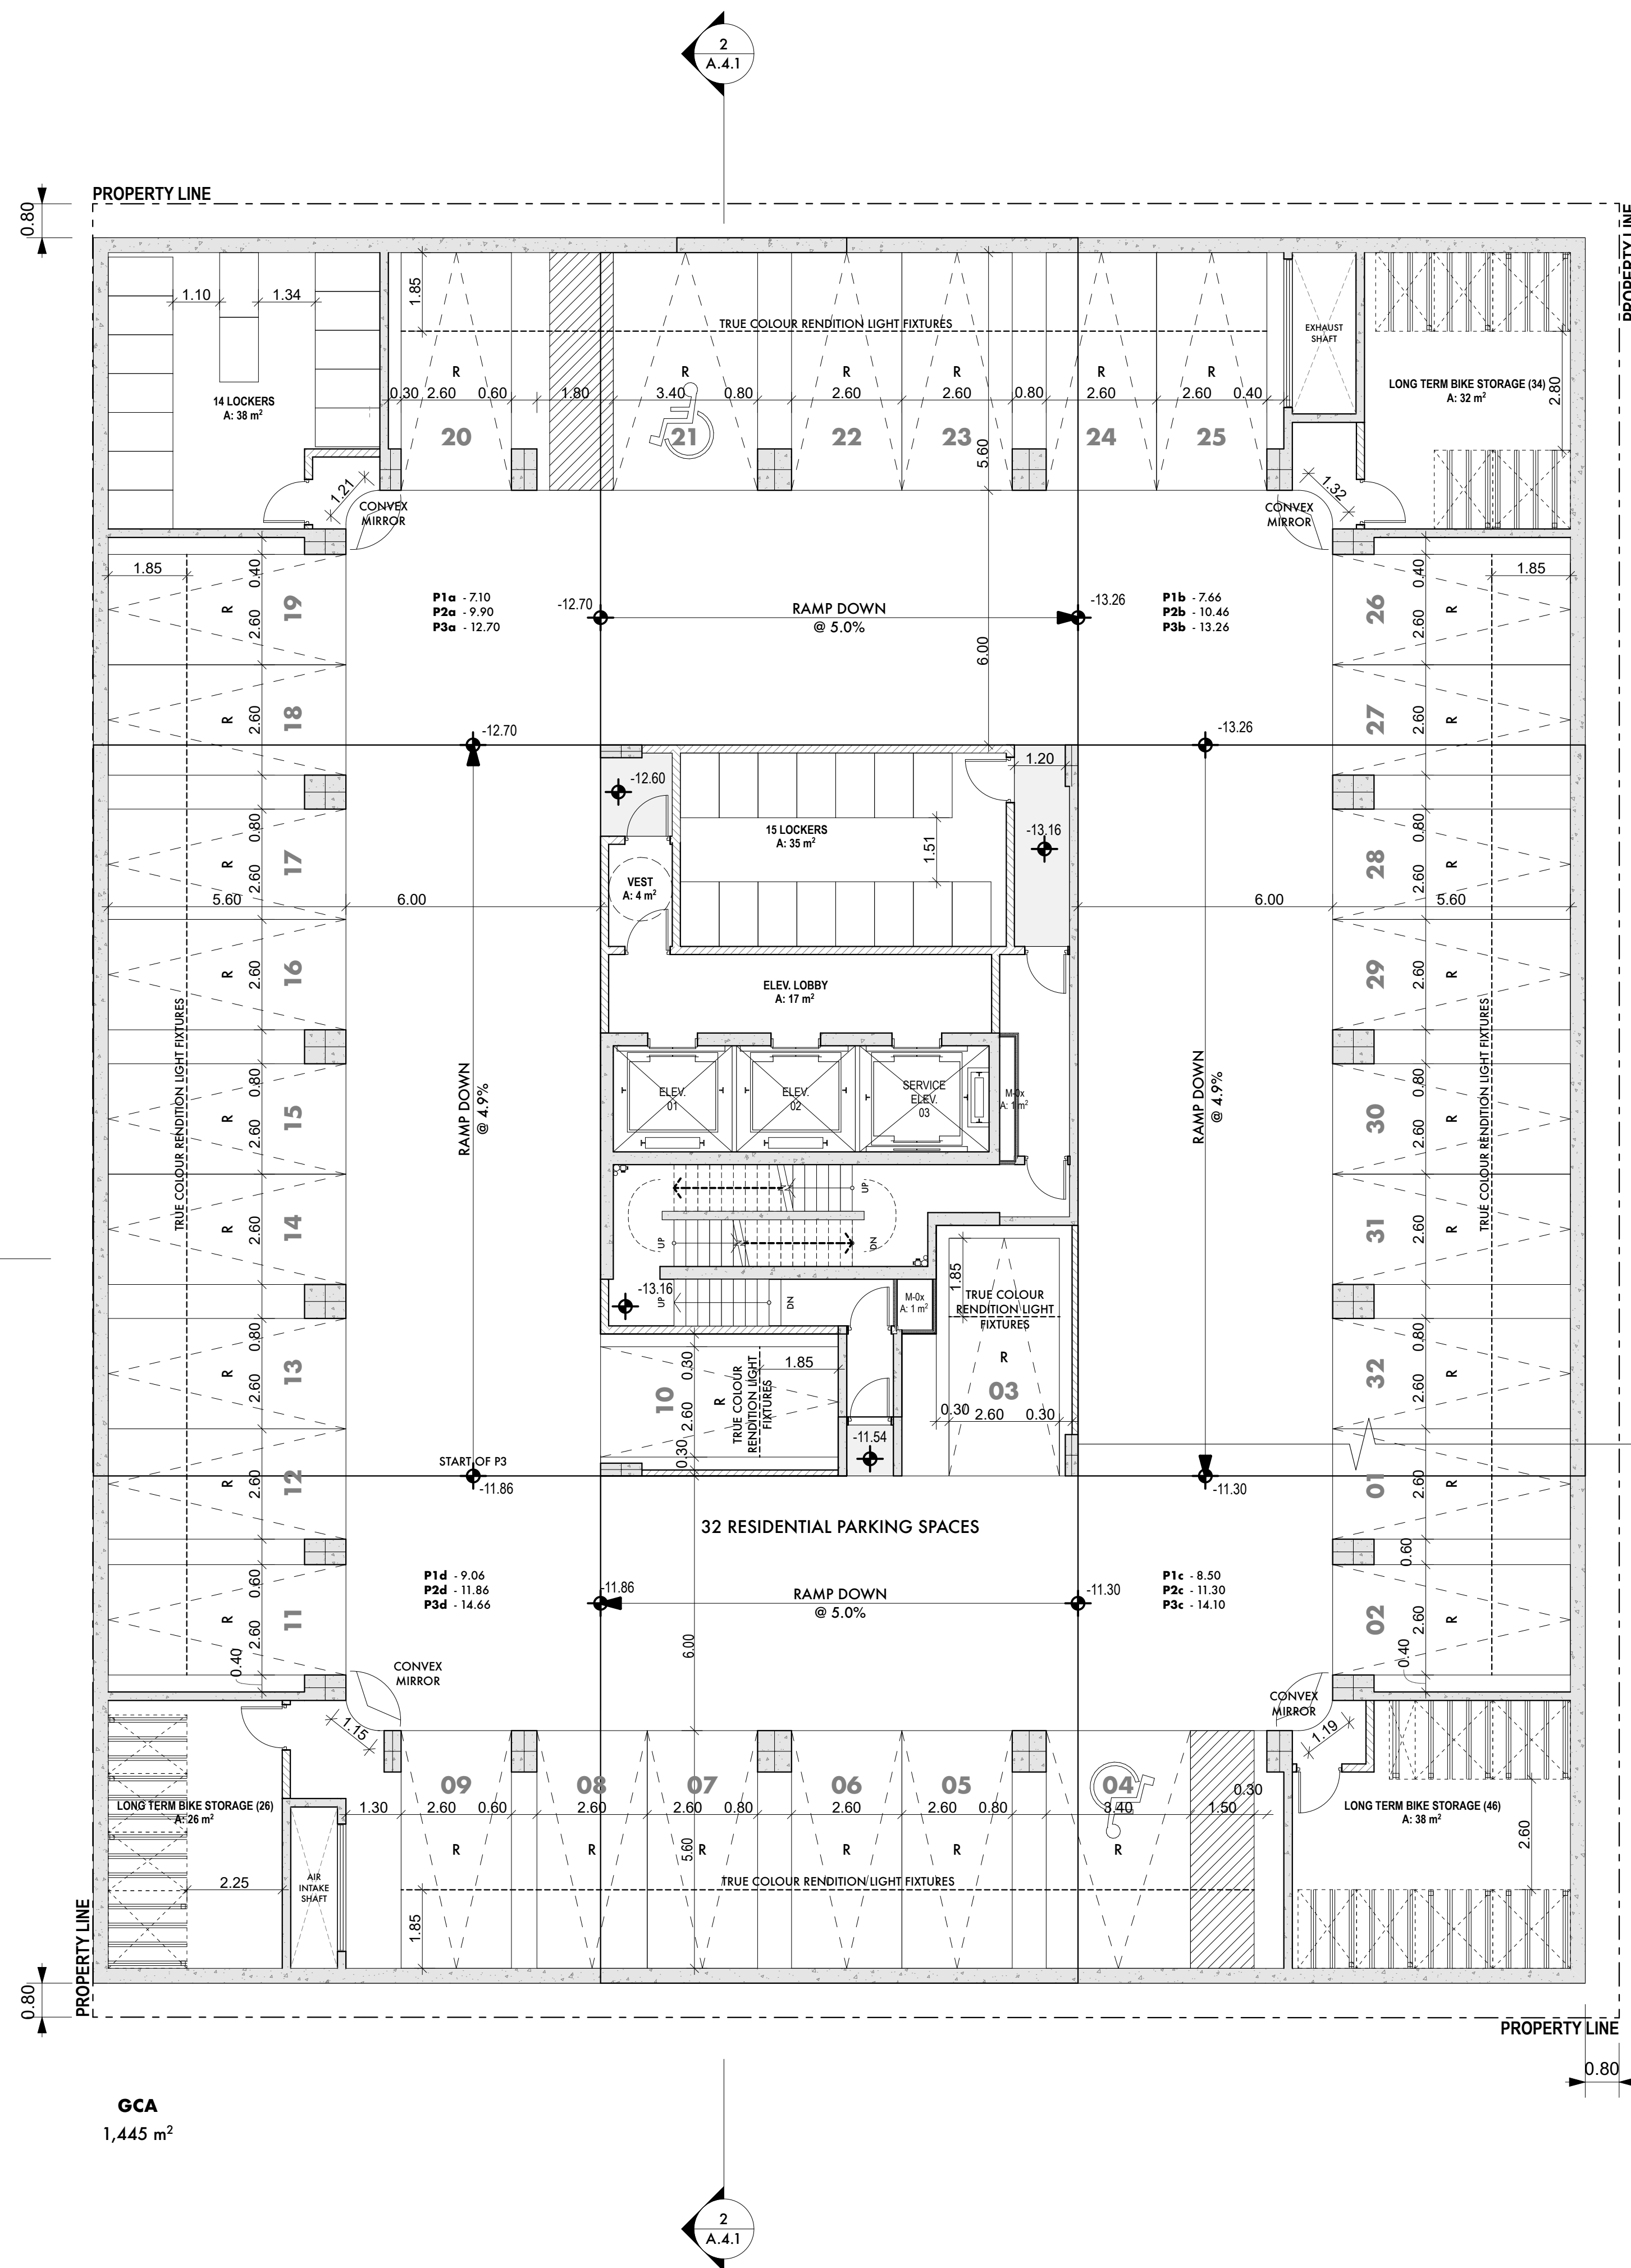 2
A.4.1
PROPERTY LINE
0.80
PROPERTY LINE
1.10
1.34
1.85
TRUE COLOUR RENDITION LIGHT FIXTURES
EXHAUST
SHAFT
14 LOCKERS
A: 38 m²
LONG TERM BIKE STORAGE (34)
A: 32 m²
2.80
R
R
R
R
R
R
0.30
2.60
0.60
1.80
3.40
0.80
2.60
2.60
0.80
2.60
2.60
0.40
20
21
22
23
24
25
5.60
1.21
CONVEX
MIRROR
1.32
CONVEX
MIRROR
1.85
0.40
2.60
R
19
P1a - 7.10
P2a - 9.90
P3a - 12.70
-12.70
RAMP DOWN
@ 5.0%
-13.26
P1b - 7.66
P2b - 10.46
P3b - 13.26
6.00
0.40
2.60
26
R
1.85
R
2.60
18
27
2.60
R
-12.70
-13.26
-12.60
1.20
15 LOCKERS
A: 35 m²
1.51
-13.16
VEST
A: 4 m²
R
0.80
2.60
17
28
0.80
2.60
R
5.60
6.00
6.00
5.60
R
2.60
16
29
2.60
R
ELEV. LOBBY
A: 17 m²
TRUE COLOUR RENDITION LIGHT FIXTURES
TRUE COLOUR RENDITION LIGHT FIXTURES
R
0.80
2.60
15
RAMP DOWN
@ 4.9%
ELEV.
01
ELEV.
02
SERVICE
ELEV.
03
M-0x
A: 1 m²
RAMP DOWN
@ 4.9%
30
0.80
2.60
R
UP
UP
DN
R
2.60
14
31
2.60
R
-13.16
UP
DN
M-0x
A: 1 m²
1.85
TRUE COLOUR
RENDITION LIGHT
FIXTURES
R
03
0.30
2.60
0.30
R
0.80
2.60
13
32
0.80
2.60
R
10
0.30
2.60
0.30
R
TRUE COLOUR
RENDITION LIGHT
FIXTURES
1.85
-11.54
START OF P3
-11.86
-11.30
R
2.60
12
01
2.60
R
32 RESIDENTIAL PARKING SPACES
P1d - 9.06
P2d - 11.86
P3d - 14.66
-11.86
RAMP DOWN
@ 5.0%
-11.30
P1c - 8.50
P2c - 11.30
P3c - 14.10
R
0.60
2.60
0.40
11
02
0.60
2.60
0.40
R
6.00
CONVEX
MIRROR
CONVEX
MIRROR
1.15
1.19
09
08
07
06
05
04
LONG TERM BIKE STORAGE (26)
A: 26 m²
1.30
2.60
0.60
2.60
2.60
0.80
2.60
2.60
0.80
3.40
1.50
0.30
LONG TERM BIKE STORAGE (46)
A: 38 m²
2.60
R
R
R
R
R
R
5.60
2.25
AIR
INTAKE
SHAFT
TRUE COLOUR RENDITION LIGHT FIXTURES
1.85
PROPERTY LINE
0.80
PROPERTY LINE
0.80
GCA
1,445 m²
2
A.4.1